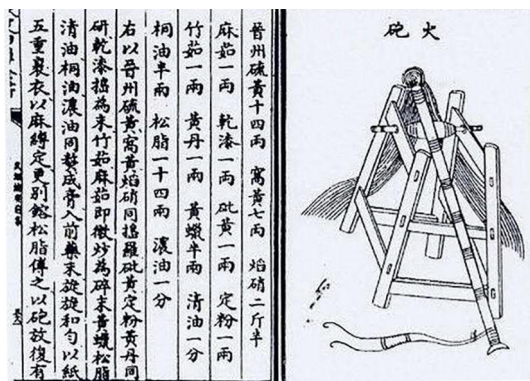 火砲
晉州硫黃十四兩 窩黃七兩 焰硝二斤半
麻茹一兩 乾漆一兩 砒黃一兩 定粉一兩
竹茹一兩 黃丹一兩 黃蠟半兩 清油一分
桐油半兩 松脂一十四兩 濃油一分
右以晉州硫黃窩黃焰硝同搗羅砒黃定粉黃丹同
研乾漆搗為末竹茹麻茹即微炒為碎末黃蠟松脂
清油桐油濃油同熬成膏入前藥末旋旋和勻以紙
五重裹衣以麻縛定更別鎔松脂傅之以砲放復有